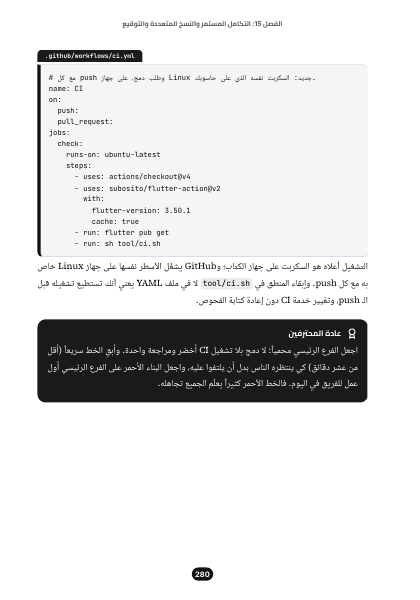 الفصل 15: التكامل المستمر والنسخ المتعددة والتوقيع
.github/workflows/ci.yml
# جديد: السكربت نفسه الذي على حاسوبك Linux وطلب دمج، على جهاز push مع كل.
name: CI
on:
  push:
  pull_request:
jobs:
  check:
    runs-on: ubuntu-latest
    steps:
      - uses: actions/checkout@v4
      - uses: subosito/flutter-action@v2
        with:
          flutter-version: 3.50.1
          cache: true
      - run: flutter pub get
      - run: sh tool/ci.sh
التشغيل أعلاه هو السكربت على جهاز الكتاب؛ وGitHub يشغّل الأسطر نفسها على جهاز Linux خاص
به مع كل push. وإبقاء المنطق في tool/ci.sh لا في ملف YAML يعني أنك تستطيع تشغيله قبل
الـ push، وتغيير خدمة CI دون إعادة كتابة الفحوص.
عادة المحترفين
اجعل الفرع الرئيسي محمياً: لا دمج بلا تشغيل CI أخضر ومراجعة واحدة. وأبقِ الخط سريعاً (أقل
من عشر دقائق) كي ينتظره الناس بدل أن يلتفوا عليه، واجعل البناء الأحمر على الفرع الرئيسي أول
عمل للفريق في اليوم. فالخط الأحمر كثيراً يعلّم الجميع تجاهله.
280